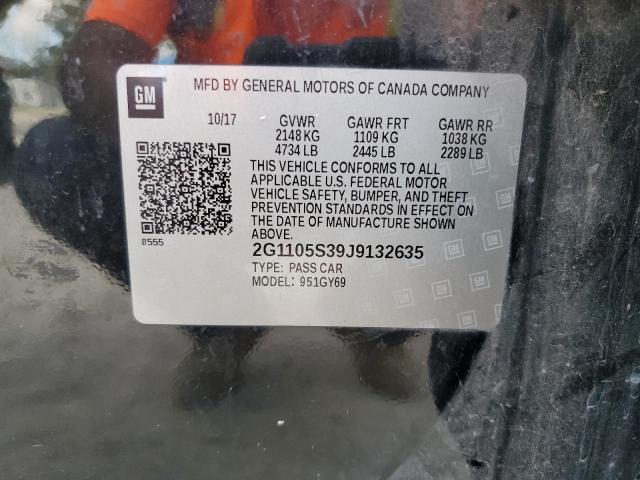 GM
MFD BY GENERAL MOTORS OF CANADA COMPANY
10/17 GVWR GAWR FRT GAWR RR
2148 KG 1109 KG 1038 KG
4734 LB 2445 LB 2289 LB
THIS VEHICLE CONFORMS TO ALL
APPLICABLE U.S. FEDERAL MOTOR
VEHICLE SAFETY, BUMPER, AND THEFT
PREVENTION STANDARDS IN EFFECT ON
THE DATE OF MANUFACTURE SHOWN
ABOVE.
8555
2G1105S39J9132635
TYPE: PASS CAR
MODEL: 951GY69